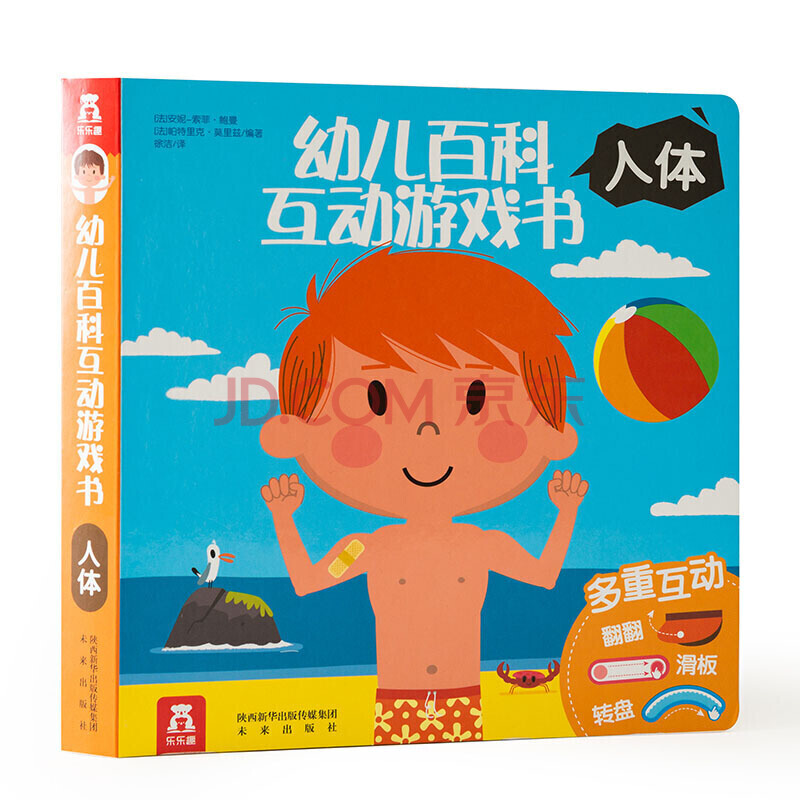 乐乐趣
幼儿百科互动游戏书
人体
陕西新华出版传媒集团
未来出版社
[法]安妮-索菲·鲍曼
[法]帕特里克·莫里兹/编著
徐洁/译
幼儿百科
互动游戏书
人体
JD.COM 京东
多重互动
翻翻
滑板
转盘
乐乐趣
陕西新华出版传媒集团
未来出版社